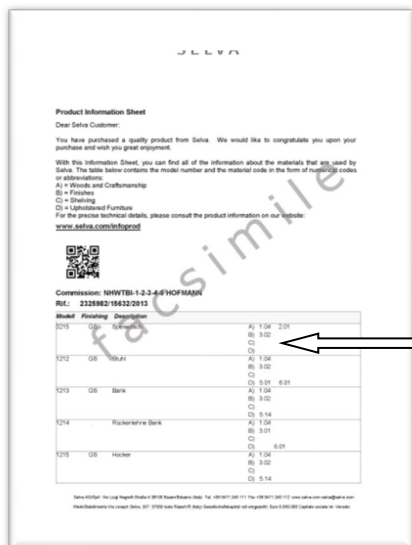 SELVA
Product Information Sheet
Dear Selva Customer:
You have purchased a quality product from Selva. We would like to congratulate you upon your
purchase and wish you great enjoyment.
With this Information Sheet, you can find all of the information about the materials that are used by
Selva. The table below contains the model number and the material code in the form of numerical codes
or abbreviations:
A) = Woods and Craftsmanship
B) = Finishes
C) = Shelving
D) = Upholstered Furniture
For the precise technical details, please consult the product information on our website:
www.selva.com/infoprod
facsimile
Commission: HOFMANN
Rif.: 2325982/15632/2013
Modell Finishing Description
3215 GS A) 1.04 2.01
B) 3.02
C)
D)
1212 GS Stuhl A) 1.04
B) 3.02
C)
D) 5.01 6.01
1213 GS Bank A) 1.04
B) 3.02
C)
D) 5.14
1214 Rückenlehne Bank A) 1.04
B) 3.01
C)
D) 6.01
1215 GS Hocker A) 1.04
B) 3.02
C)
D) 5.14